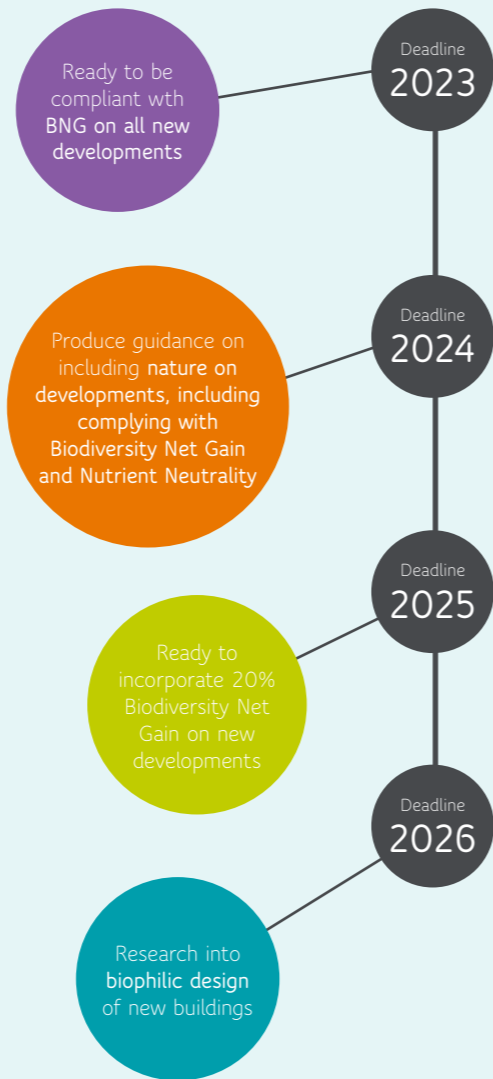 Deadline
2023
Ready to be
compliant wth
BNG on all new
developments
Deadline
2024
Produce guidance on
including nature on
developments, including
complying with
Biodiversity Net Gain
and Nutrient Neutrality
Deadline
2025
Ready to
incorporate 20%
Biodiversity Net
Gain on new
developments
Deadline
2026
Research into
biophilic design
of new buildings